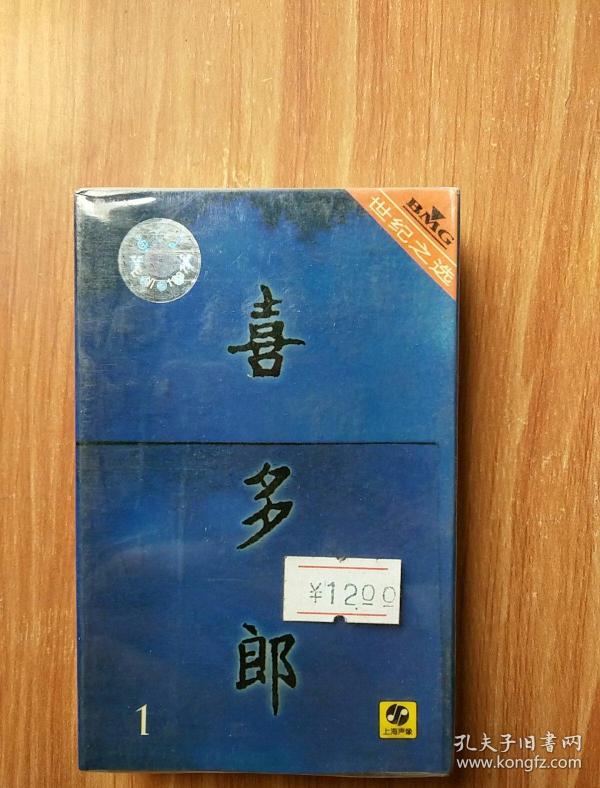 BMG
世纪之选
喜
多
郎
¥12.00
1
上海声像
孔夫子旧书网
www.kongfz.com